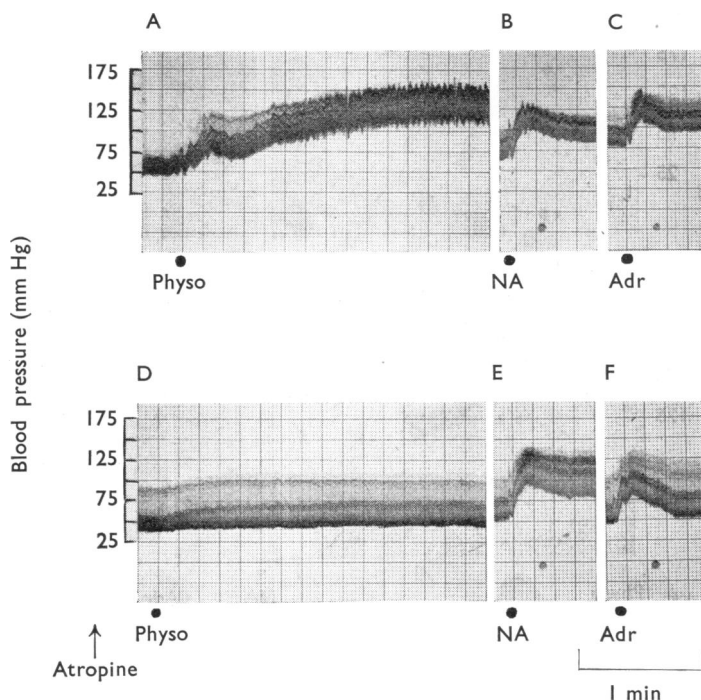 A
B
C
175
125
75
25
Physo
NA
Adr
Blood pressure (mm Hg)
D
E
F
175
125
75
25
Physo
NA
Adr
Atropine
1 min